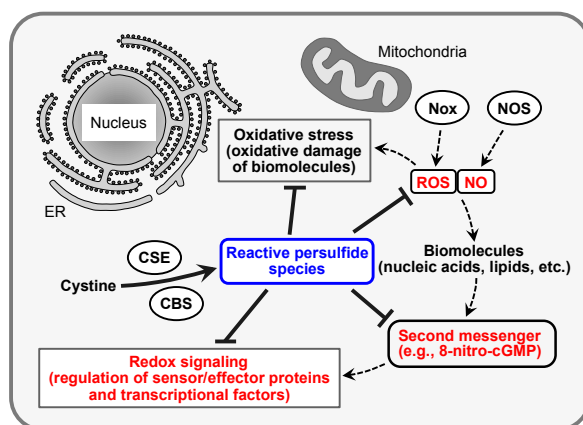 Mitochondria
Nucleus
ER
Nox
NOS
Oxidative stress
(oxidative damage
of biomolecules)
ROS
NO
Reactive persulfide
species
Biomolecules
(nucleic acids, lipids, etc.)
CSE
Cystine
CBS
Second messenger
(e.g., 8-nitro-cGMP)
Redox signaling
(regulation of sensor/effector proteins
and transcriptional factors)